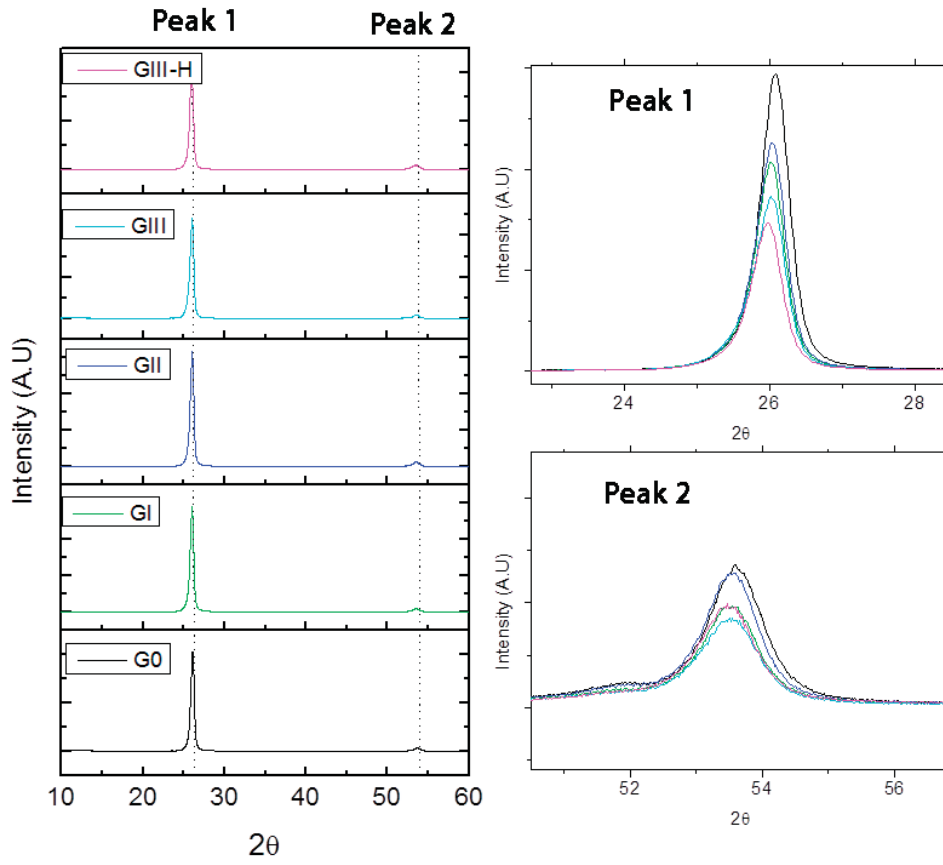 Peak 1
Peak 2
GIII-H
GIII
GII
GI
G0
Intensity (A.U)
10 20 30 40 50 60
2θ
Peak 1
Intensity (A.U)
24 26 28
2θ
Peak 2
Intensity (A.U)
52 54 56
2θ